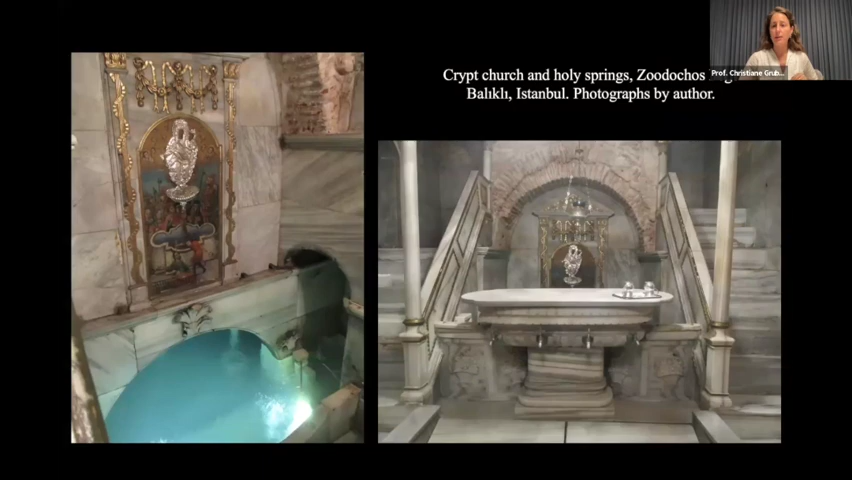 Crypt church and holy springs, Zoodochos
Balıklı, Istanbul. Photographs by author.
Prof. Christiane Grub...